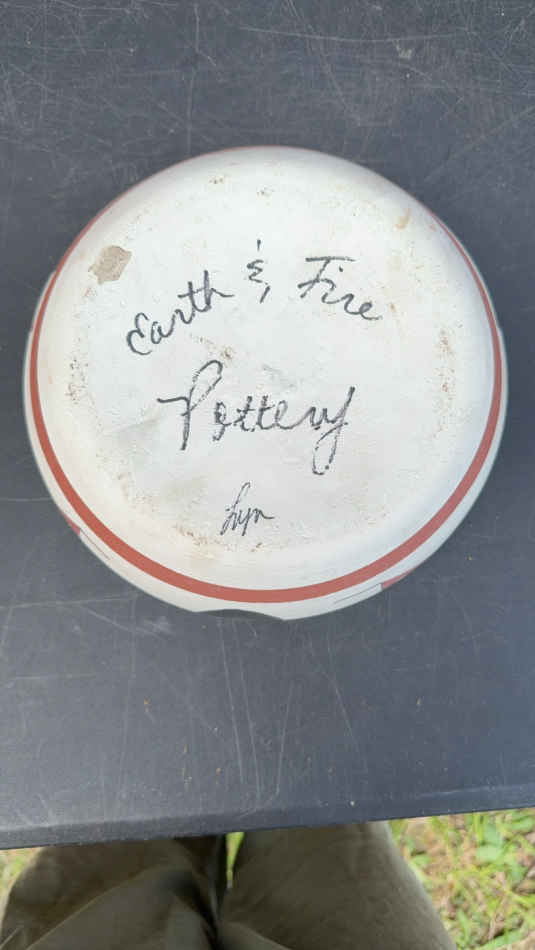 Earth & Fire
Pottery
Lyn